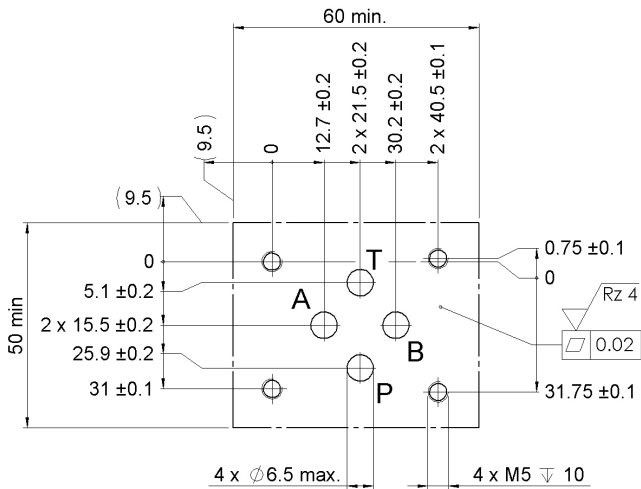 60 min.
(9.5)
0
12.7 ±0.2
2 x 21.5 ±0.2
30.2 ±0.2
2 x 40.5 ±0.1
(9.5)
0
5.1 ±0.2
2 x 15.5 ±0.2
25.9 ±0.2
31 ±0.1
50 min
T
A
B
P
0.75 ±0.1
0
Rz 4
⏥ 0.02
31.75 ±0.1
4 x ∅6.5 max.
4 x M5 ↧ 10